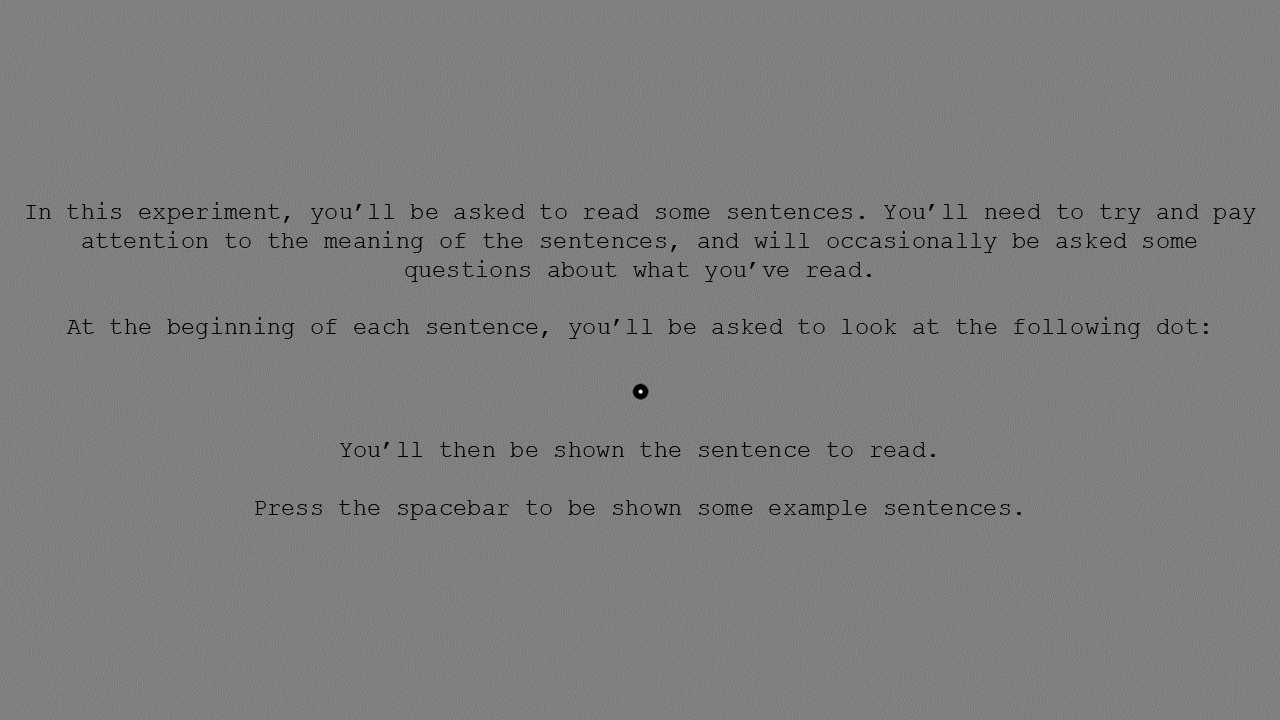 In this experiment, you’ll be asked to read some sentences. You’ll need to try and pay
attention to the meaning of the sentences, and will occasionally be asked some
questions about what you’ve read.
At the beginning of each sentence, you’ll be asked to look at the following dot:
You’ll then be shown the sentence to read.
Press the spacebar to be shown some example sentences.